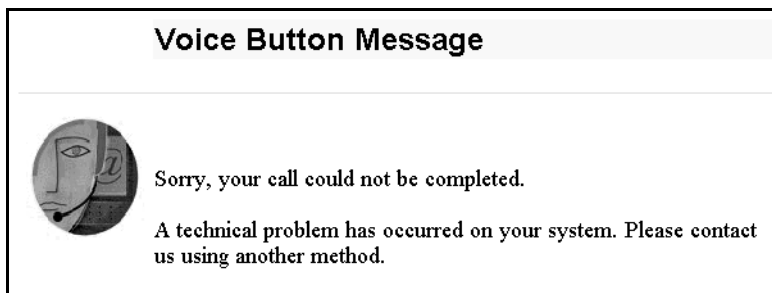 Voice Button Message
@
Sorry, your call could not be completed.
A technical problem has occurred on your system. Please contact
us using another method.